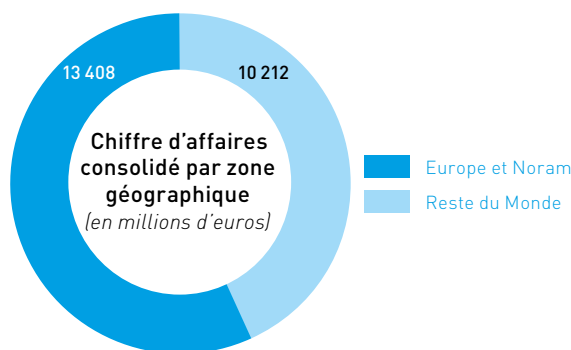 13 408
10 212
Chiffre d'affaires
consolidé par zone
géographique
(en millions d'euros)
Europe et Noram
Reste du Monde